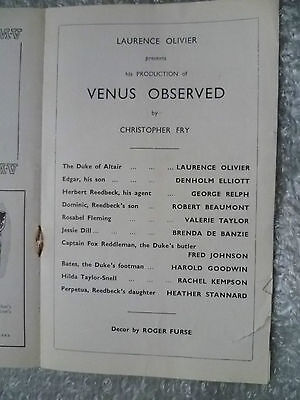 LAURENCE OLIVIER
presents
his PRODUCTION of
VENUS OBSERVED
by
CHRISTOPHER FRY
The Duke of Altair ... ... ... LAURENCE OLIVIER
Edgar, his son ... ... ... DENHOLM ELLIOTT
Herbert Reedbeck, his agent ... GEORGE RELPH
Dominic, Reedbeck's son ... ROBERT BEAUMONT
Rosabel Fleming ... ... VALERIE TAYLOR
Jessie Dill ... ... ... BRENDA DE BANZIE
Captain Fox Reddleman, the Duke's butler
FRED JOHNSON
Bates, the Duke's footman ... HAROLD GOODWIN
Hilda Taylor-Snell ... ... RACHEL KEMPSON
Perpetua, Reedbeck's daughter HEATHER STANNARD
Decor by ROGER FURSE